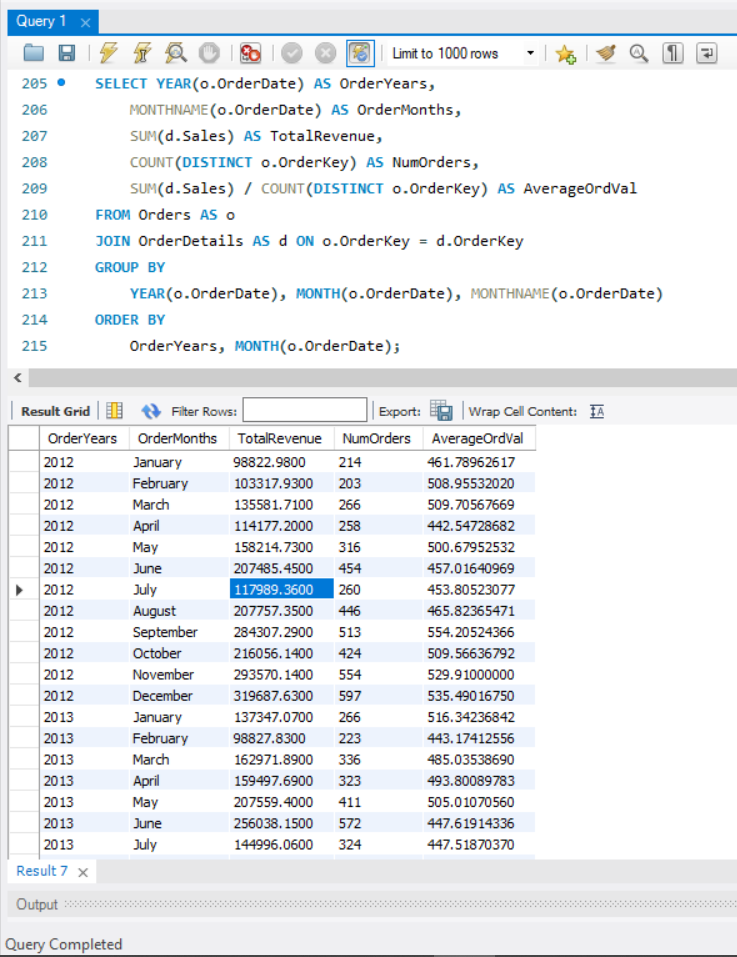 Query 1 ×
Limit to 1000 rows
205 SELECT YEAR(o.OrderDate) AS OrderYears,
206 MONTHNAME(o.OrderDate) AS OrderMonths,
207 SUM(d.Sales) AS TotalRevenue,
208 COUNT(DISTINCT o.OrderKey) AS NumOrders,
209 SUM(d.Sales) / COUNT(DISTINCT o.OrderKey) AS AverageOrdVal
210 FROM Orders AS o
211 JOIN OrderDetails AS d ON o.OrderKey = d.OrderKey
212 GROUP BY
213 YEAR(o.OrderDate), MONTH(o.OrderDate), MONTHNAME(o.OrderDate)
214 ORDER BY
215 OrderYears, MONTH(o.OrderDate);
Result Grid Filter Rows: Export: Wrap Cell Content: IA
OrderYears OrderMonths TotalRevenue NumOrders AverageOrdVal
2012 January 98822.9800 214 461.78962617
2012 February 103317.9300 203 508.95532020
2012 March 135581.7100 266 509.70567669
2012 April 114177.2000 258 442.54728682
2012 May 158214.7300 316 500.67952532
2012 June 207485.4500 454 457.01640969
2012 July 117989.3600 260 453.80523077
2012 August 207757.3500 446 465.82365471
2012 September 284307.2900 513 554.20524366
2012 October 216056.1400 424 509.56636792
2012 November 293570.1400 554 529.91000000
2012 December 319687.6300 597 535.49016750
2013 January 137347.0700 266 516.34236842
2013 February 98827.8300 223 443.17412556
2013 March 162971.8900 336 485.03538690
2013 April 159497.6900 323 493.80089783
2013 May 207559.4000 411 505.01070560
2013 June 256038.1500 572 447.61914336
2013 July 144996.0600 324 447.51870370
Result 7 ×
Output
Query Completed